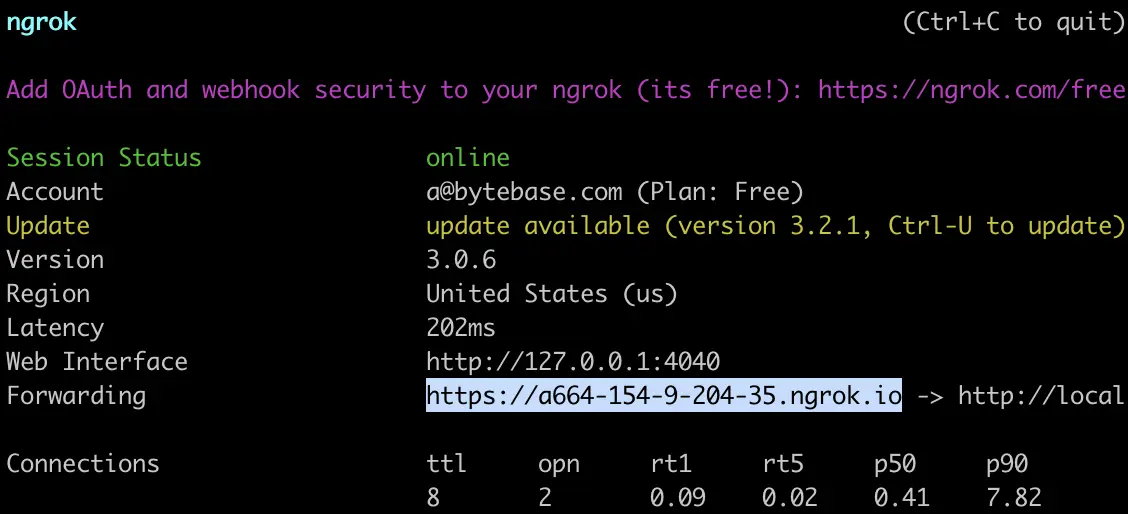 ngrok (Ctrl+C to quit)
Add OAuth and webhook security to your ngrok (its free!): https://ngrok.com/free
Session Status online
Account a@bytebase.com (Plan: Free)
Update update available (version 3.2.1, Ctrl-U to update)
Version 3.0.6
Region United States (us)
Latency 202ms
Web Interface http://127.0.0.1:4040
Forwarding https://a664-154-9-204-35.ngrok.io -> http://local
Connections ttl opn rt1 rt5 p50 p90
8 2 0.09 0.02 0.41 7.82